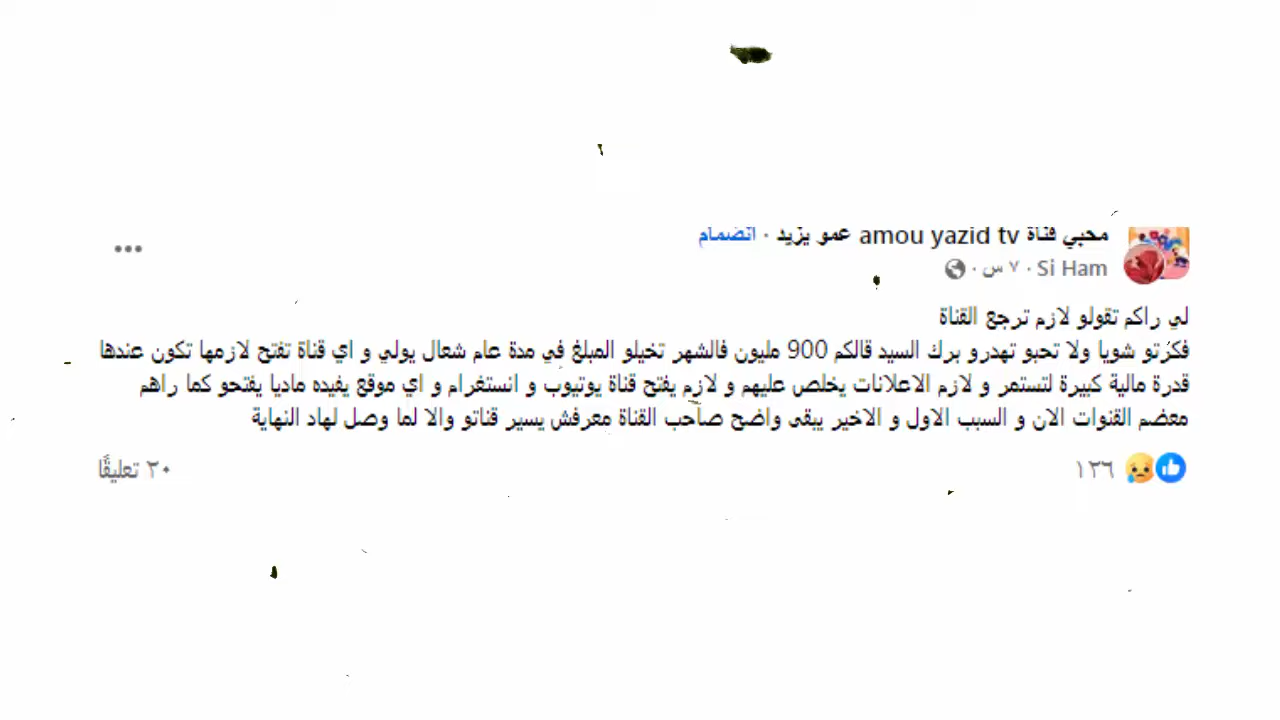 محبي قناة amou yazid tv عمو يزيد · انضمام
Si Ham · ٧ س ·
لي راكم تقولو لازم ترجع القناة
فكرتو شويا ولا تحبو تهدرو برك السيد قالكم 900 مليون فالشهر تخيلو المبلغ في مدة عام شعال يولي و اي قناة تفتح لازمها تكون عندها
قدرة مالية كبيرة لتستمر و لازم الاعلانات يخلص عليهم و لازم يفتح قناة يوتيوب و انستغرام و اي موقع يفيده ماديا يفتحو كما راهم
معضم القنوات الان و السبب الاول و الاخير يبقى واضح صاحب القناة معرفش يسير قناتو والا لما وصل لهاد النهاية
١٣٦
٢٠ تعليقًا